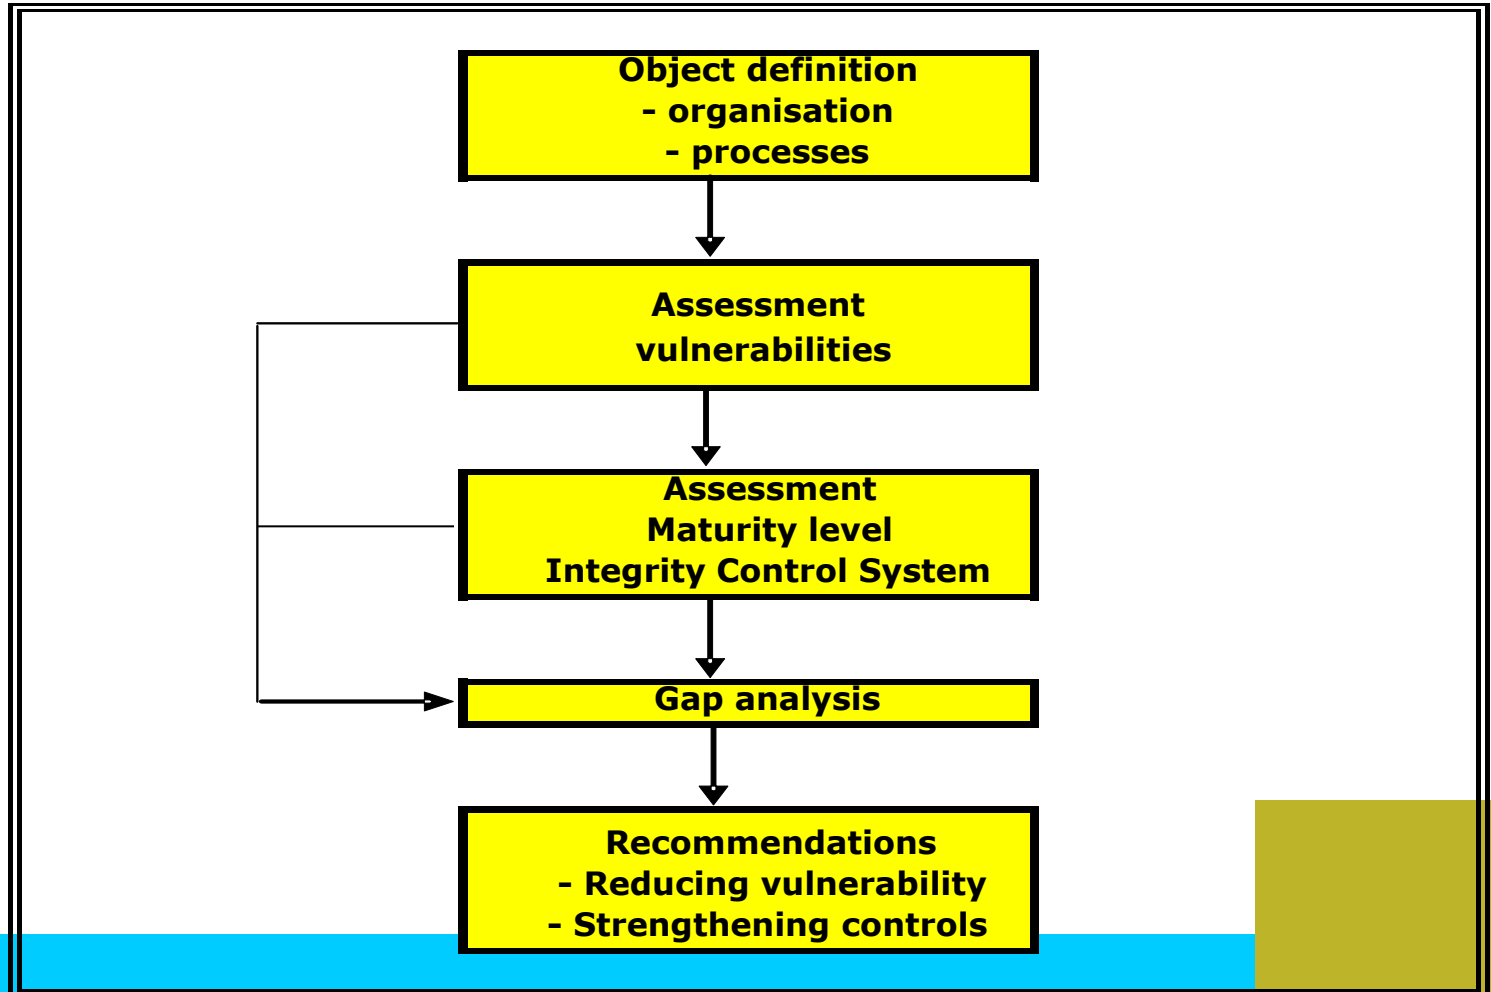 Object definition
- organisation
- processes
Assessment
vulnerabilities
Assessment
Maturity level
Integrity Control System
Gap analysis
Recommendations
- Reducing vulnerability
- Strengthening controls